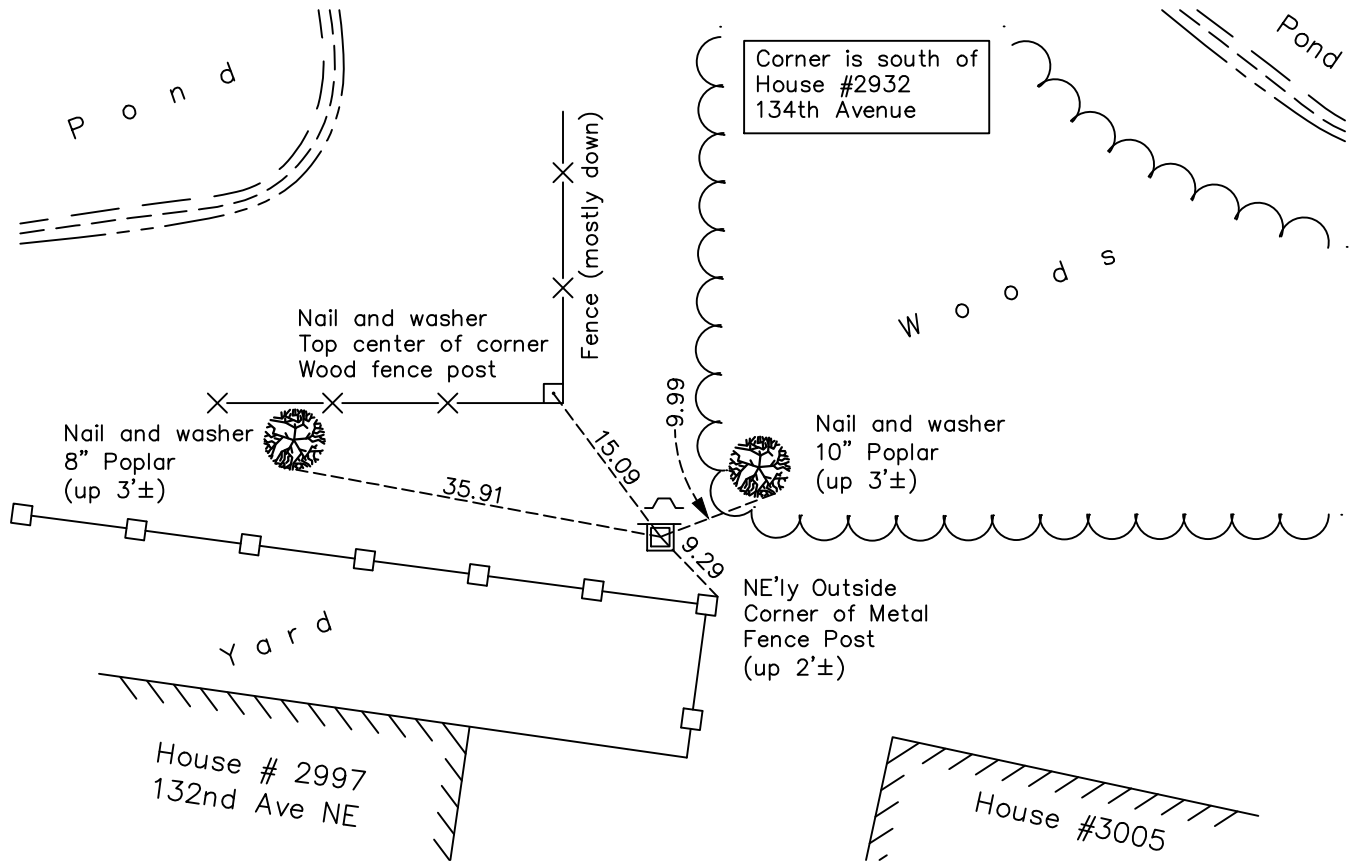 Pond
Pond
Corner is south of
House #2932
134th Avenue
Fence (mostly down)
Woods
Nail and washer
Top center of corner
Wood fence post
9.99
Nail and washer
8" Poplar
(up 3'±)
15.09
Nail and washer
10" Poplar
(up 3'±)
35.91
9.29
NE'ly Outside
Corner of Metal
Fence Post
(up 2'±)
Yard
House # 2997
132nd Ave NE
House #3005